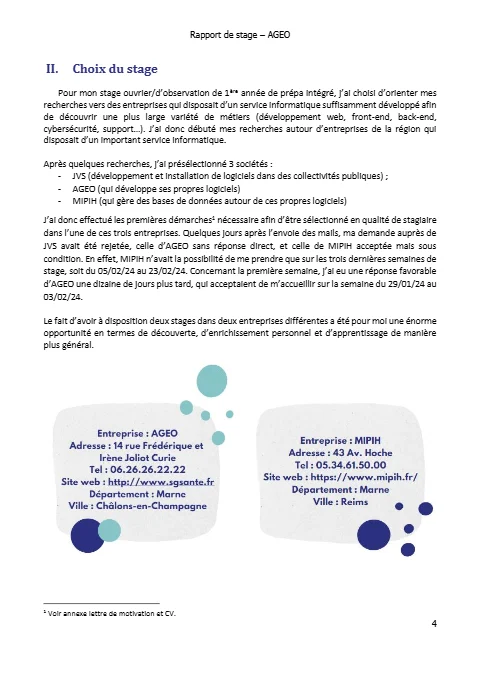 Rapport de stage – AGEO
II. Choix du stage
Pour mon stage ouvrier/d’observation de 1ère année de prépa intégré, j’ai choisi d’orienter mes
recherches vers des entreprises qui disposait d’un service informatique suffisamment développé afin
de découvrir une plus large variété de métiers (développement web, front-end, back-end,
cybersécurité, support…). J’ai donc débuté mes recherches autour d’entreprises de la région qui
disposait d’un important service informatique.
Après quelques recherches, j’ai présélectionné 3 sociétés :
- JVS (développement et installation de logiciels dans des collectivités publiques) ;
- AGEO (qui développe ses propres logiciels)
- MIPIH (qui gère des bases de données autour de ces propres logiciels)
J’ai donc effectué les premières démarches¹ nécessaire afin d’être sélectionné en qualité de stagiaire
dans l’une de ces trois entreprises. Quelques jours après l’envoie des mails, ma demande auprès de
JVS avait été rejetée, celle d’AGEO sans réponse direct, et celle de MIPIH acceptée mais sous
condition. En effet, MIPIH n’avait la possibilité de me prendre que sur les trois dernières semaines de
stage, soit du 05/02/24 au 23/02/24. Concernant la première semaine, j’ai eu une réponse favorable
d’AGEO une dizaine de jours plus tard, qui acceptaient de m’accueillir sur la semaine du 29/01/24 au
03/02/24.
Le fait d’avoir à disposition deux stages dans deux entreprises différentes a été pour moi une énorme
opportunité en termes de découverte, d’enrichissement personnel et d’apprentissage de manière
plus général.
Entreprise : AGEO
Adresse : 14 rue Frédérique et
Irène Joliot Curie
Tel : 06.26.26.22.22
Site web : http://www.sgsante.fr
Département : Marne
Ville : Châlons-en-Champagne
Entreprise : MIPIH
Adresse : 43 Av. Hoche
Tel : 05.34.61.50.00
Site web : https://www.mipih.fr/
Département : Marne
Ville : Reims
¹ Voir annexe lettre de motivation et CV.
4